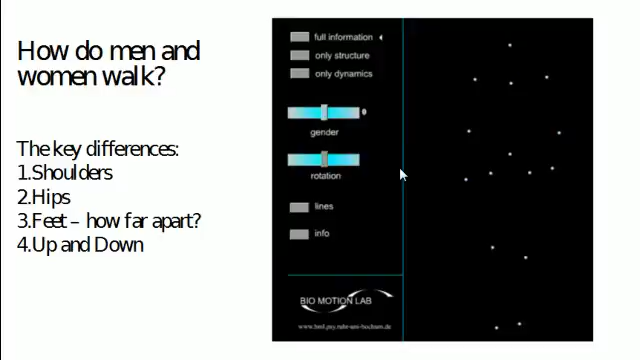 How do men and
women walk?
The key differences:
1.Shoulders
2.Hips
3.Feet – how far apart?
4.Up and Down
full information
only structure
only dynamics
gender
rotation
lines
info
BIO MOTION LAB
www.bml.psy.ruhr-uni-bochum.de